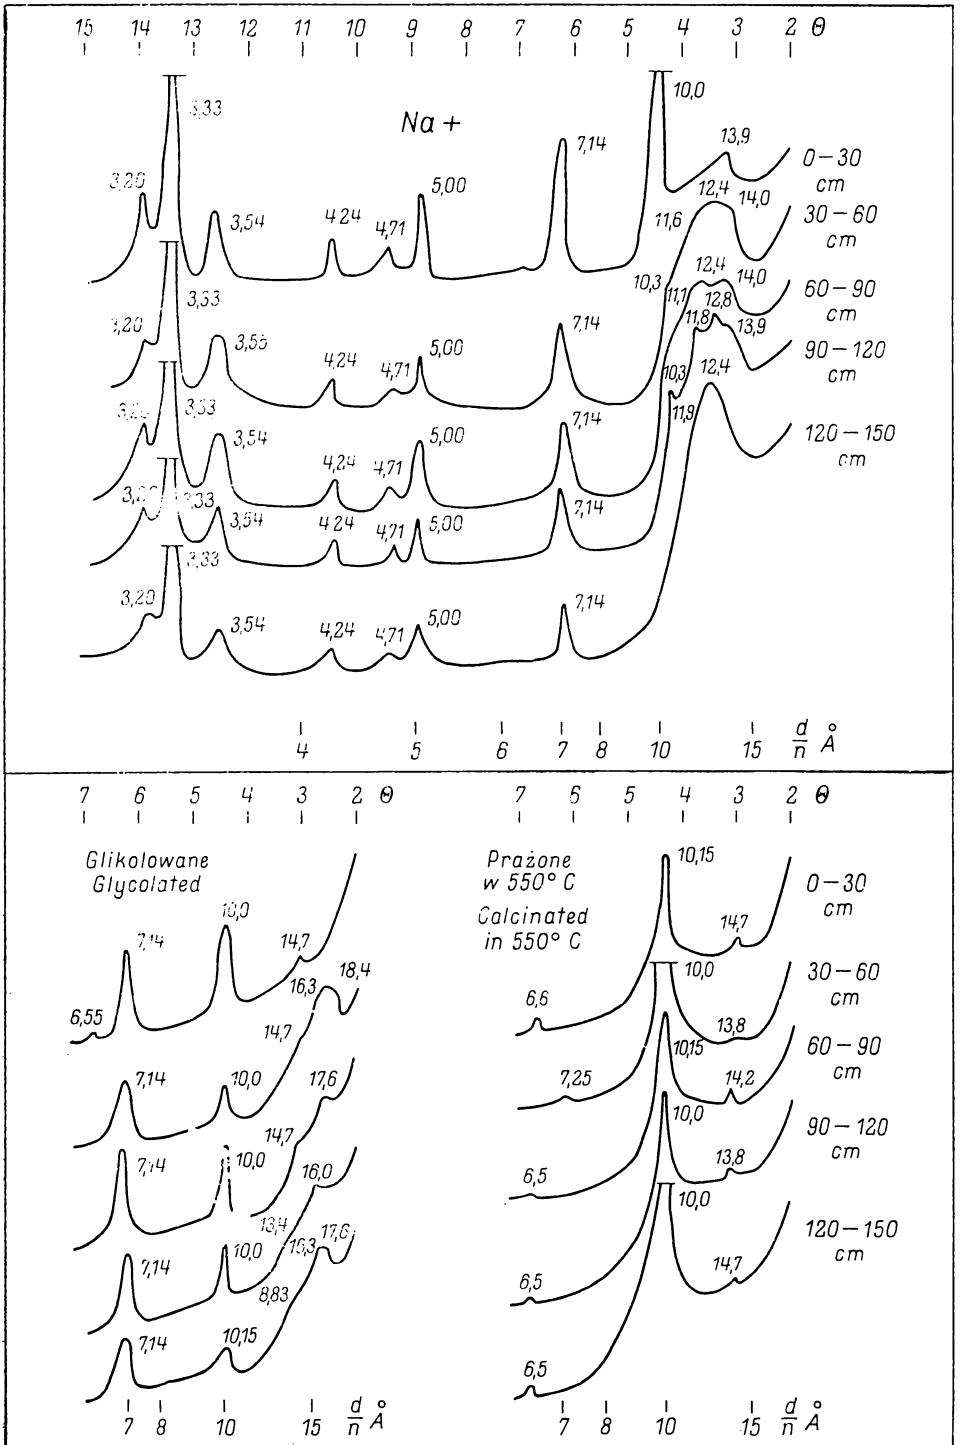 15 14 13 12 11 10 9 8 7 6 5 4 3 2 Θ
Na +
3,20 3,33 3,54 4,24 4,71 5,00 7,14 10,0 13,9 0–30 cm
3,20 3,33 3,55 4,24 4,71 5,00 7,14 10,3 11,6 12,4 14,0 30–60 cm
3,33 3,54 4,24 4,71 5,00 7,14 11,1 12,4 14,0 60–90 cm
3,33 3,54 4,24 4,71 5,00 7,14 10,3 11,8 12,8 13,9 90–120 cm
3,20 3,33 3,54 4,24 4,71 5,00 7,14 11,9 12,4 120–150 cm
4 5 6 7 8 10 15 d/n Å
7 6 5 4 3 2 Θ
Glikolowane
Glycolated
6,55 7,14 10,0 14,7
7,14 10,0 14,7 16,3 18,4
7,14 10,0 14,7 17,6
7,14 10,0 13,4 16,0
7,14 10,15 8,83 16,3 17,6
7 8 10 15 d/n Å
7 6 5 4 3 2 Θ
Prażone
w 550° C
Calcinated
in 550° C
6,6 10,15 14,7 0–30 cm
7,25 10,0 13,8 30–60 cm
6,5 10,15 14,2 60–90 cm
6,5 10,0 13,8 90–120 cm
6,5 10,0 14,7 120–150 cm
7 8 10 15 d/n Å